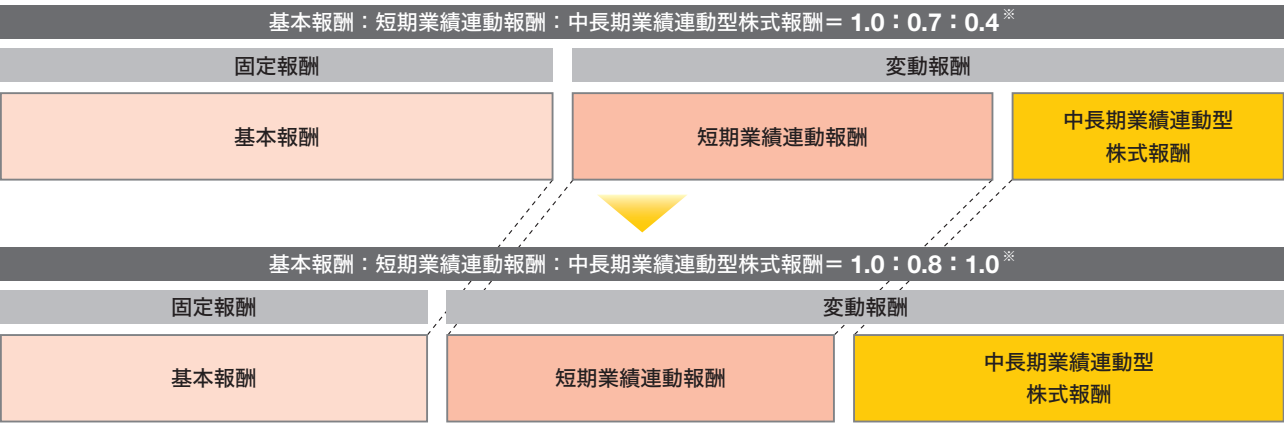 基本報酬：短期業績連動報酬：中長期業績連動型株式報酬＝ 1.0：0.7：0.4※
固定報酬
変動報酬
基本報酬
短期業績連動報酬
中長期業績連動型
株式報酬
基本報酬：短期業績連動報酬：中長期業績連動型株式報酬＝ 1.0：0.8：1.0※
固定報酬
変動報酬
基本報酬
短期業績連動報酬
中長期業績連動型
株式報酬